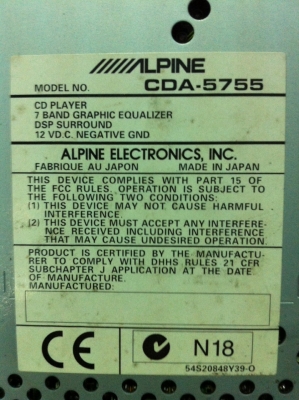 ALPINE
MODEL NO. CDA-5755
CD PLAYER
7 BAND GRAPHIC EQUALIZER
DSP SURROUND
12 V D.C. NEGATIVE GND
ALPINE ELECTRONICS, INC.
FABRIQUE AU JAPON MADE IN JAPAN
THIS DEVICE COMPLIES WITH PART 15 OF
THE FCC RULES. OPERATION IS SUBJECT TO
THE FOLLOWING TWO CONDITIONS:
(1) THIS DEVICE MAY NOT CAUSE HARMFUL
INTERFERENCE.
(2) THIS DEVICE MUST ACCEPT ANY INTERFERE-
NCE RECEIVED INCLUDING INTERFERENCE
THAT MAY CAUSE UNDESIRED OPERATION.
PRODUCT IS CERTIFIED BY THE MANUFACTU-
RER TO COMPLY WITH DHHS RULES 21 CFR
SUBCHAPTER J APPLICATION AT THE DATE
OF MANUFACTURE.
MANUFACTURED:
CE N18
54S20848Y39-O